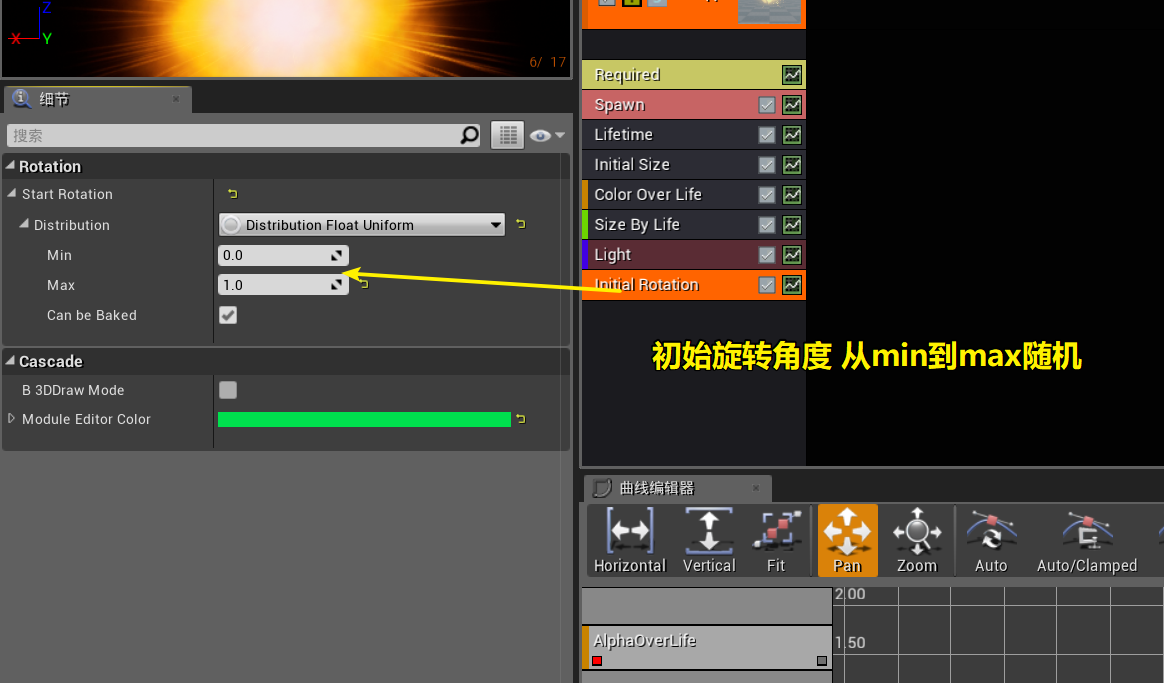 Z
X
Y
6/ 17
细节
搜索
Rotation
Start Rotation
Distribution
Distribution Float Uniform
Min
0.0
Max
1.0
Can be Baked
Cascade
B 3DDraw Mode
Module Editor Color
Required
Spawn
Lifetime
Initial Size
Color Over Life
Size By Life
Light
Initial Rotation
初始旋转角度 从min到max随机
曲线编辑器
Horizontal
Vertical
Fit
Pan
Zoom
Auto
Auto/Clamped
2.00
AlphaOverLife
1.50